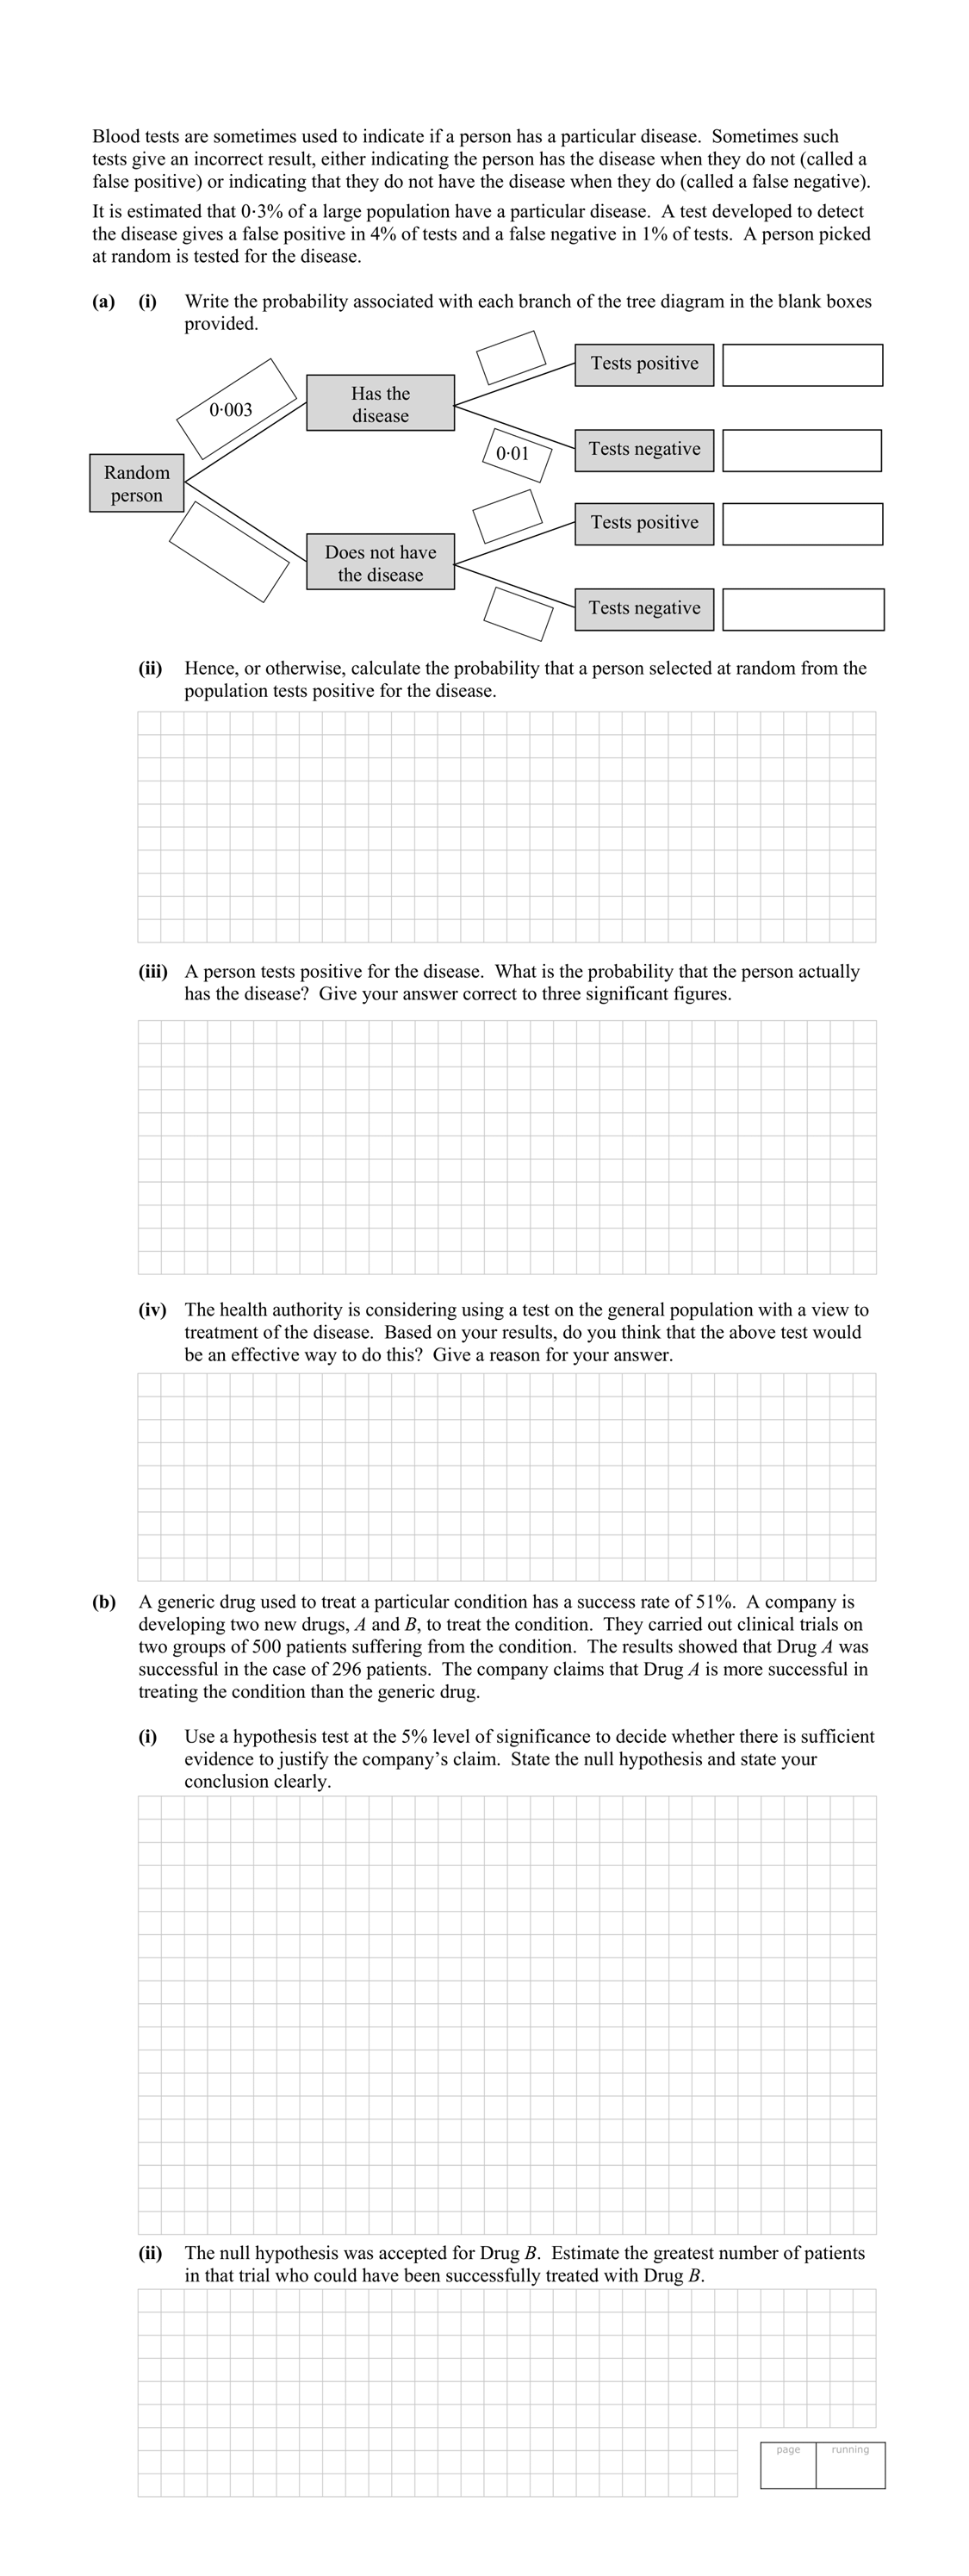 Blood tests are sometimes used to indicate if a person has a particular disease. Sometimes such
tests give an incorrect result, either indicating the person has the disease when they do not (called a
false positive) or indicating that they do not have the disease when they do (called a false negative).
It is estimated that 0·3% of a large population have a particular disease. A test developed to detect
the disease gives a false positive in 4% of tests and a false negative in 1% of tests. A person picked
at random is tested for the disease.
(a) (i) Write the probability associated with each branch of the tree diagram in the blank boxes
provided.
Tests positive
0·003
Has the
disease
0·01
Tests negative
Random
person
Tests positive
Does not have
the disease
Tests negative
(ii) Hence, or otherwise, calculate the probability that a person selected at random from the
population tests positive for the disease.
(iii) A person tests positive for the disease. What is the probability that the person actually
has the disease? Give your answer correct to three significant figures.
(iv) The health authority is considering using a test on the general population with a view to
treatment of the disease. Based on your results, do you think that the above test would
be an effective way to do this? Give a reason for your answer.
(b) A generic drug used to treat a particular condition has a success rate of 51%. A company is
developing two new drugs, A and B, to treat the condition. They carried out clinical trials on
two groups of 500 patients suffering from the condition. The results showed that Drug A was
successful in the case of 296 patients. The company claims that Drug A is more successful in
treating the condition than the generic drug.
(i) Use a hypothesis test at the 5% level of significance to decide whether there is sufficient
evidence to justify the company’s claim. State the null hypothesis and state your
conclusion clearly.
(ii) The null hypothesis was accepted for Drug B. Estimate the greatest number of patients
in that trial who could have been successfully treated with Drug B.
page running